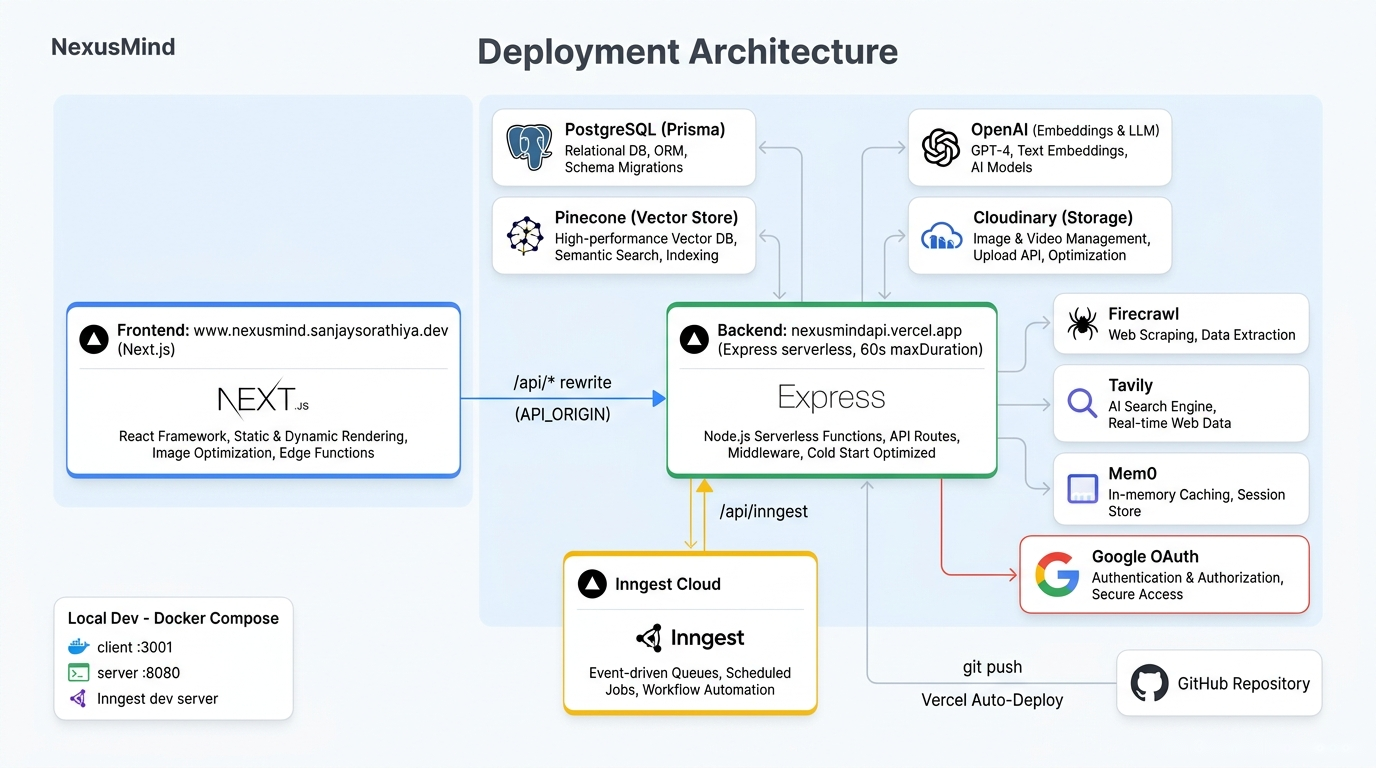 NexusMind
Deployment Architecture
PostgreSQL (Prisma)
Relational DB, ORM,
Schema Migrations
OpenAI (Embeddings & LLM)
GPT-4, Text Embeddings,
AI Models
Pinecone (Vector Store)
High-performance Vector DB,
Semantic Search, Indexing
Cloudinary (Storage)
Image & Video Management,
Upload API, Optimization
Frontend: www.nexusmind.sanjaysorathiya.dev
(Next.js)
NEXT.JS
React Framework, Static & Dynamic Rendering,
Image Optimization, Edge Functions
/api/* rewrite
(API_ORIGIN)
Backend: nexusmindapi.vercel.app
(Express serverless, 60s maxDuration)
Express
Node.js Serverless Functions, API Routes,
Middleware, Cold Start Optimized
Firecrawl
Web Scraping, Data Extraction
Tavily
AI Search Engine,
Real-time Web Data
Mem0
In-memory Caching, Session
Store
/api/inngest
Google OAuth
Authentication & Authorization,
Secure Access
Inngest Cloud
Inngest
Event-driven Queues, Scheduled
Jobs, Workflow Automation
Local Dev - Docker Compose
client :3001
server :8080
Inngest dev server
git push
Vercel Auto-Deploy
GitHub Repository